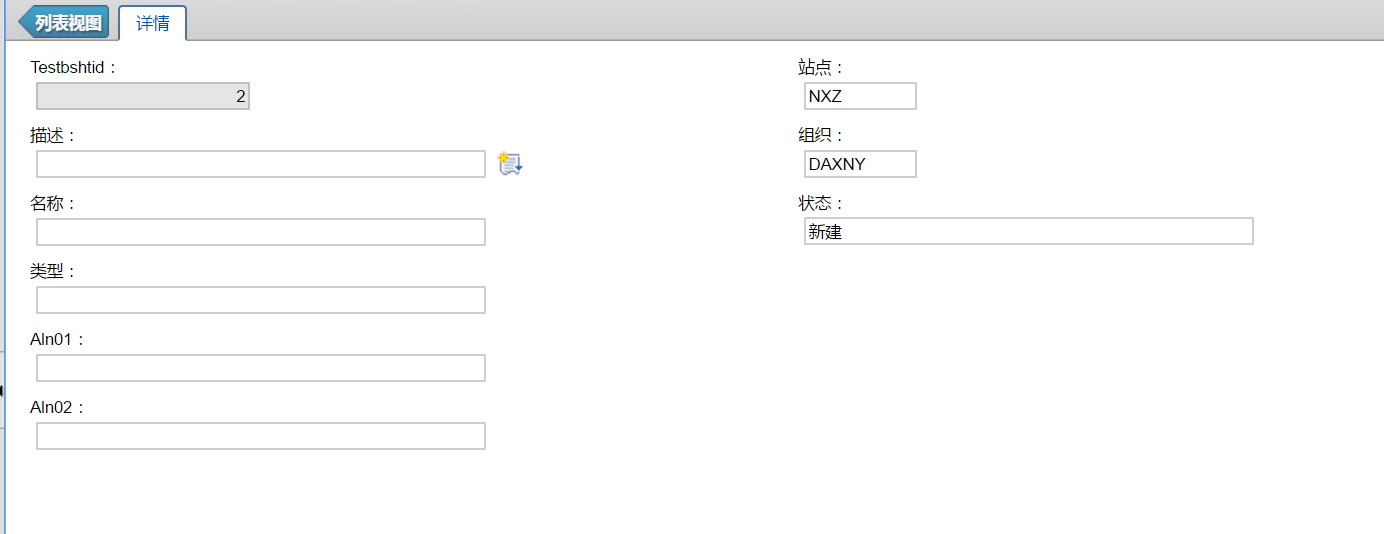 列表视图
详情
Testbshtid：
2
描述：
名称：
类型：
Aln01：
Aln02：
站点：
NXZ
组织：
DAXNY
状态：
新建